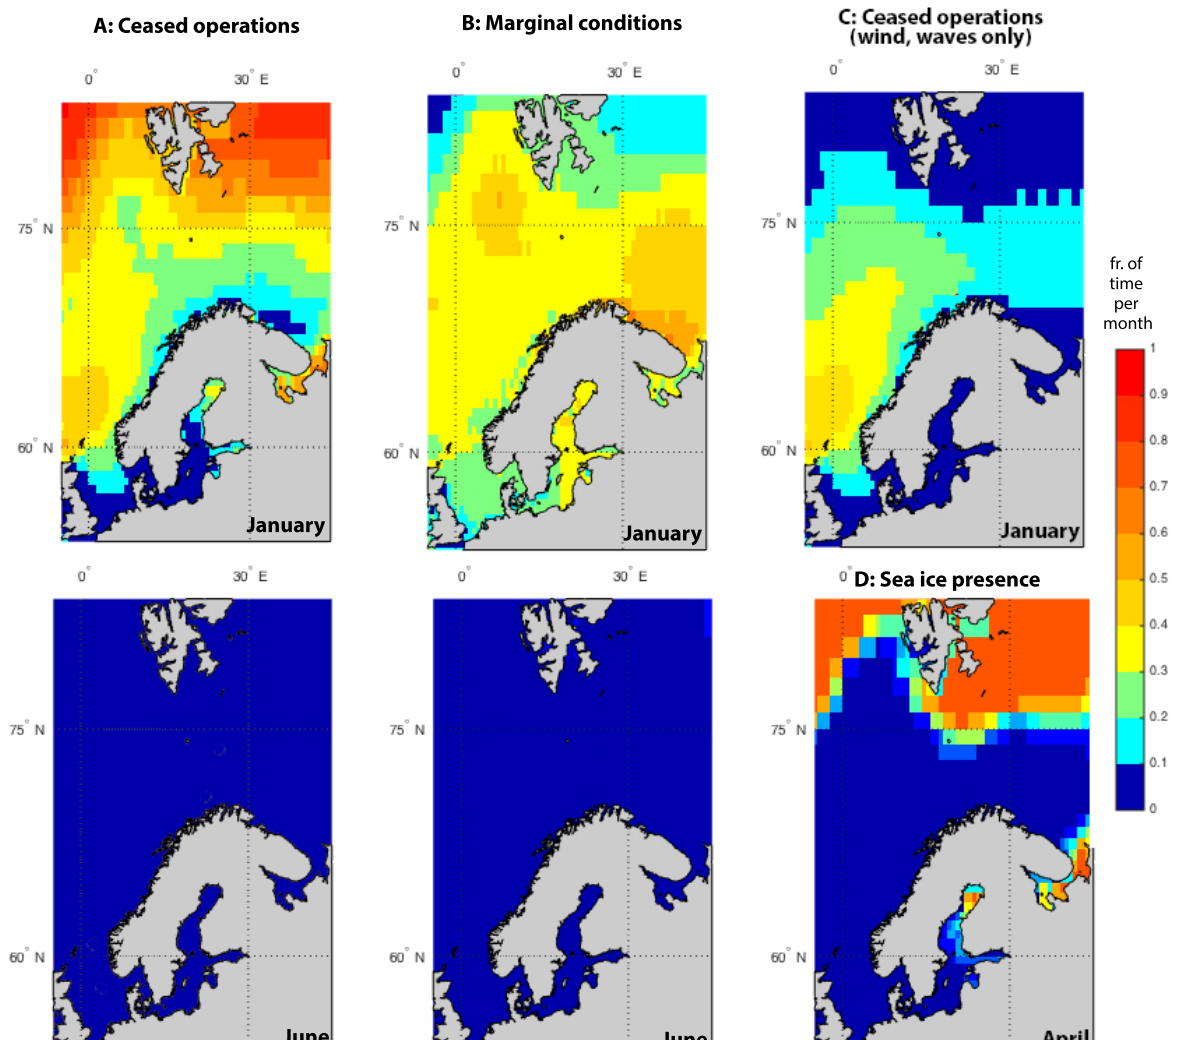 A: Ceased operations
B: Marginal conditions
C: Ceased operations
(wind, waves only)
0° 30° E
0° 30° E
0° 30° E
75° N
75° N
75° N
60° N
60° N
60° N
January
January
January
fr. of
time
per
month
1
0.9
0.8
0.7
0.6
0.5
0.4
0.3
0.2
0.1
0
0° 30° E
0° 30° E
0°
D: Sea ice presence
75° N
75° N
75° N
60° N
60° N
60° N
June
June
April